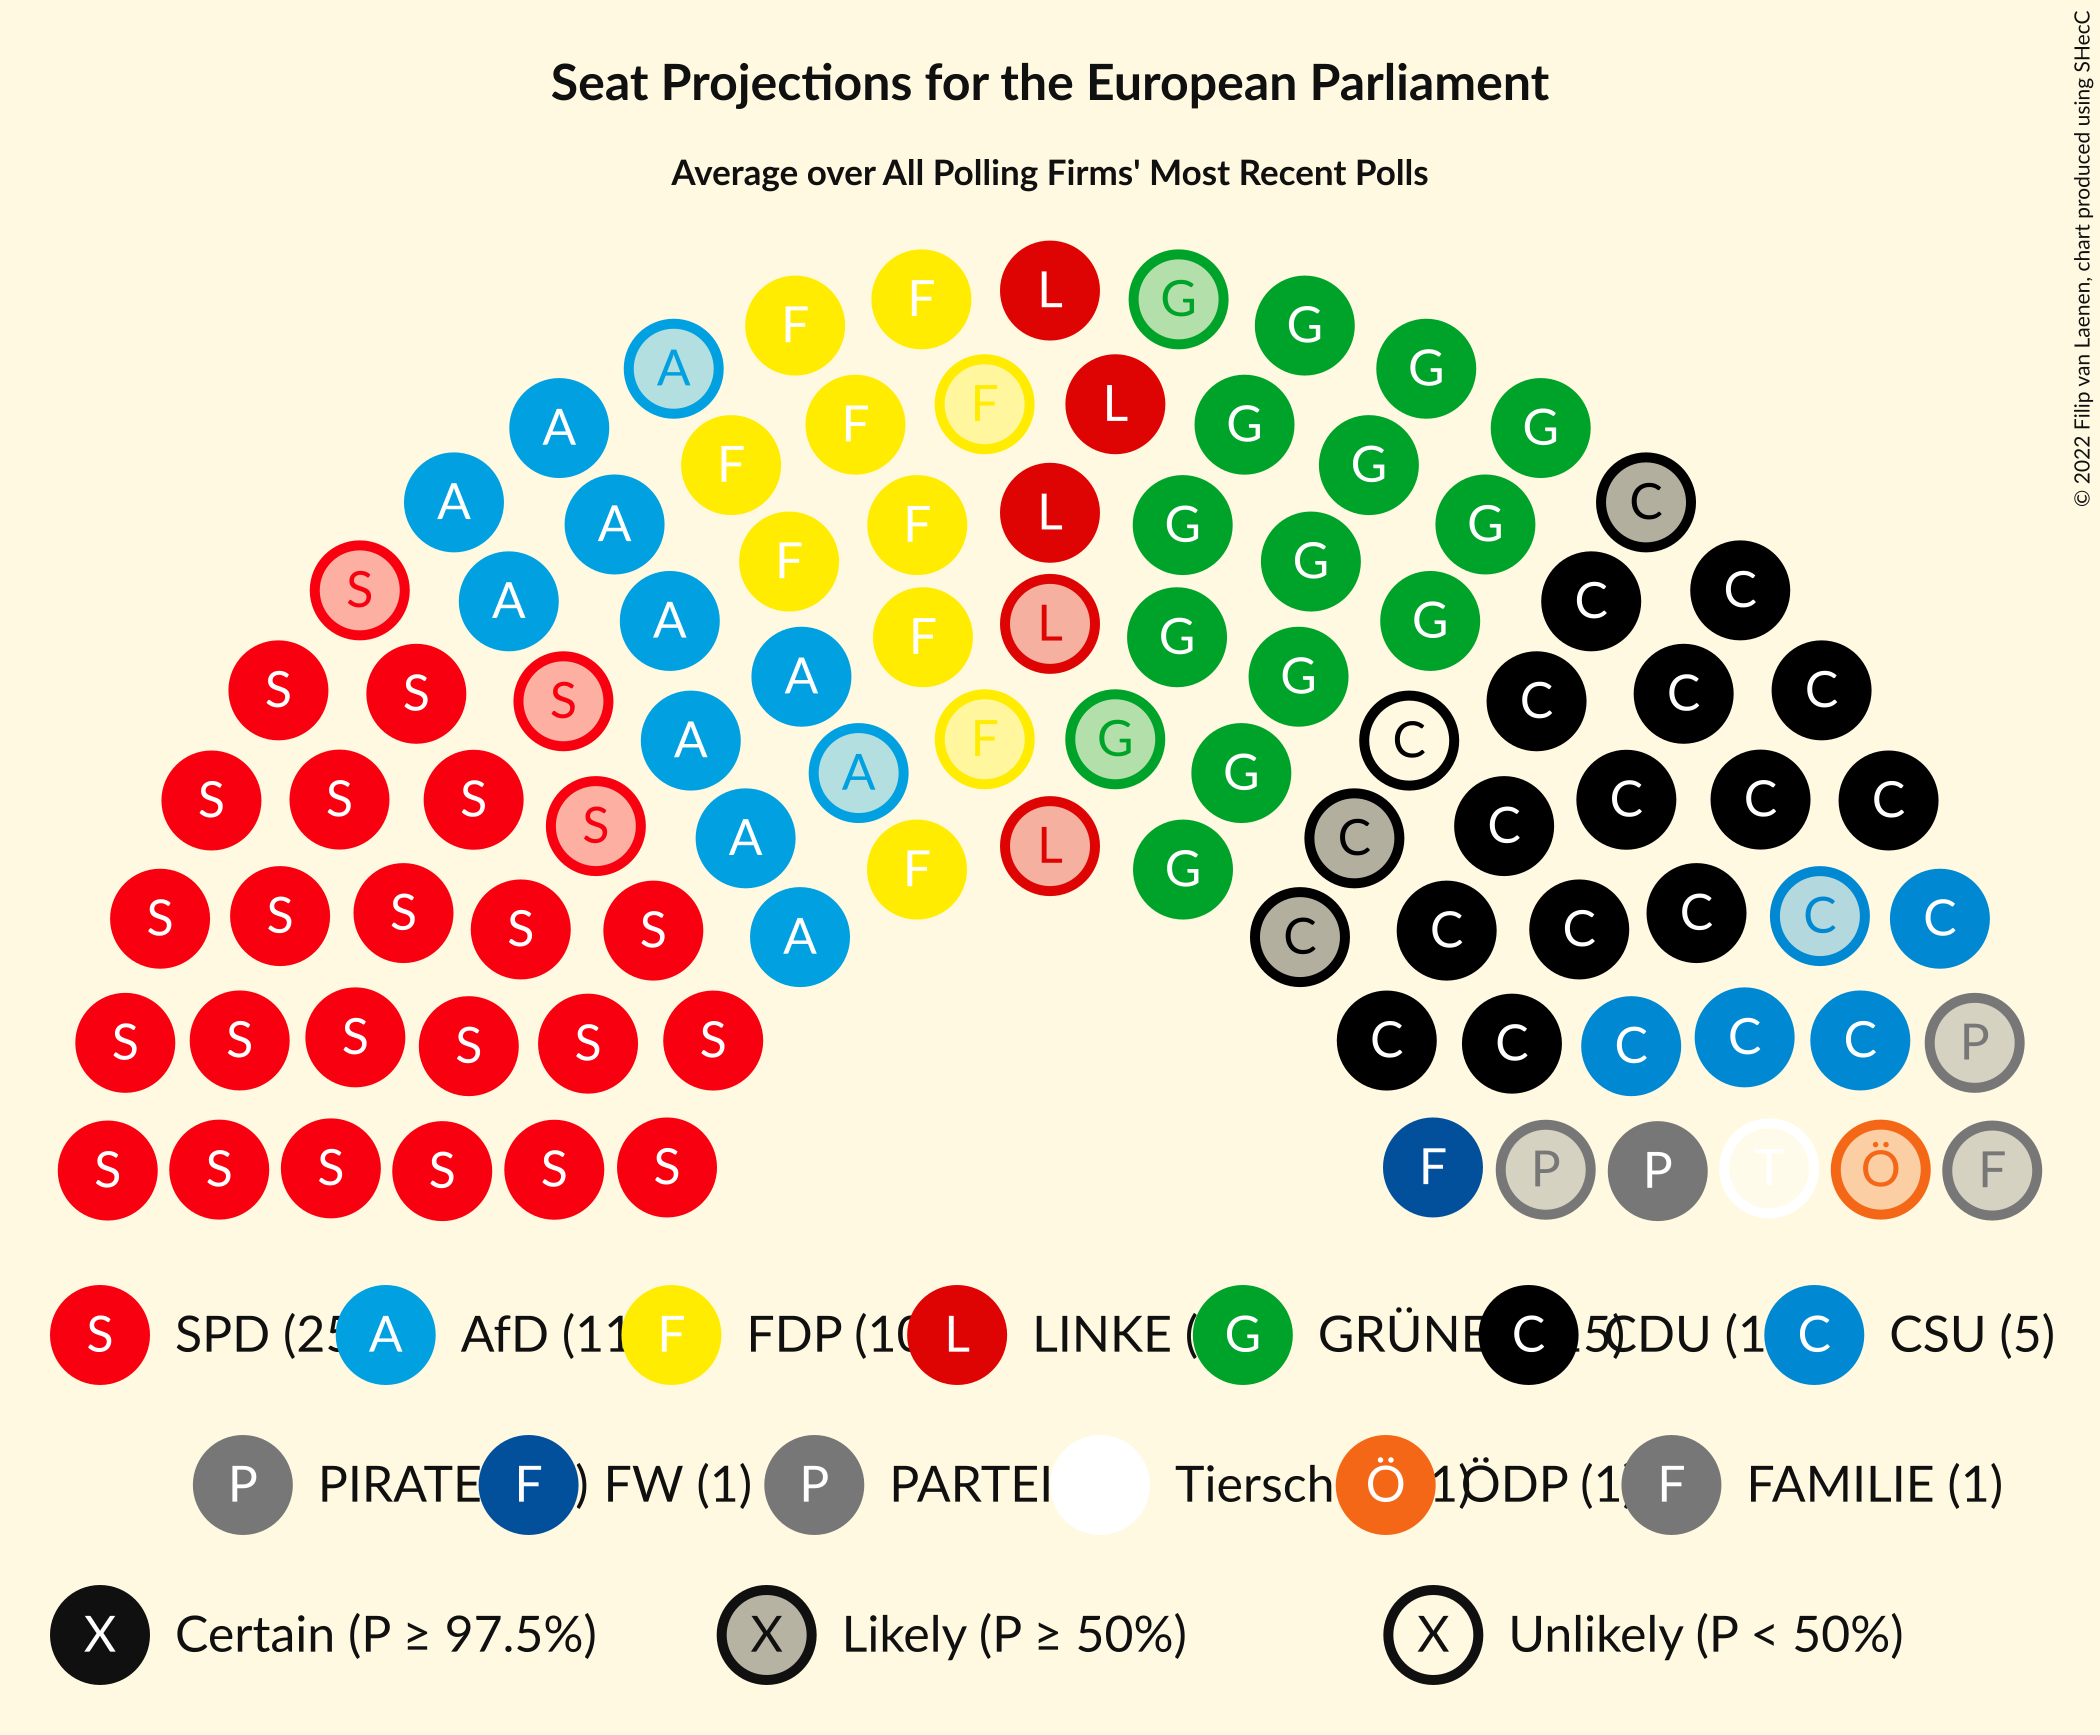 Seat Projections for the European Parliament
Average over All Polling Firms' Most Recent Polls
© 2022 Filip van Laenen, chart produced using SHecC
L
F G
F G
A F L G
A F F G G A G
F G
A F L G C
A A F G G C
S A A F L G G C C
S S S A A F G G C C C C
S S S S A A F L G G C C C C C C
S S S S S A F G C C C C C C
S S S S S S A C C C C C C P
S S S S S S F P P T Ö F
S SPD (25 A AfD (11 F FDP (10 L LINKE ( G GRÜNE 5) C CDU (1 C CSU (5)
P PIRATE ) F FW (1) P PARTEI Tiersch 1) Ö ÖDP (1 F FAMILIE (1)
X Certain (P ≥ 97.5%) X Likely (P ≥ 50%) X Unlikely (P < 50%)